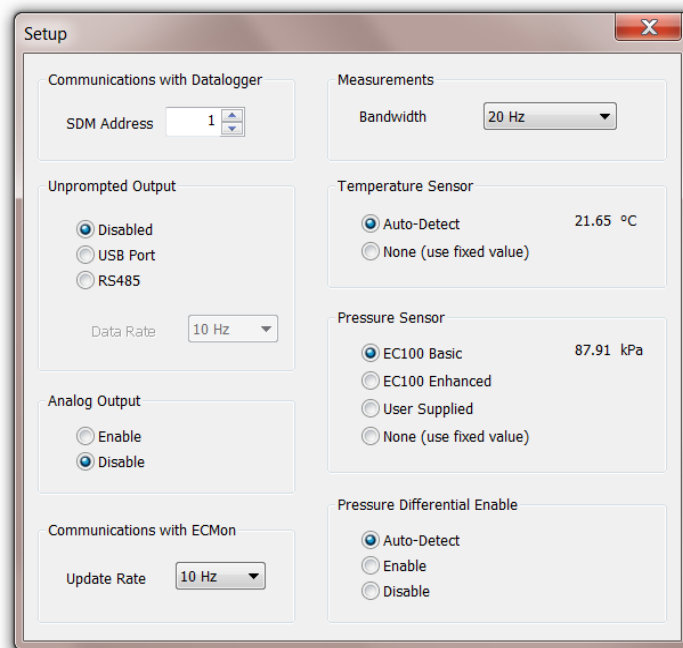 Setup
Communications with Datalogger
SDM Address 1
Unprompted Output
Disabled
USB Port
RS485
Data Rate 10 Hz
Analog Output
Enable
Disable
Communications with ECMon
Update Rate 10 Hz
Measurements
Bandwidth 20 Hz
Temperature Sensor
Auto-Detect 21.65 ºC
None (use fixed value)
Pressure Sensor
EC100 Basic 87.91 kPa
EC100 Enhanced
User Supplied
None (use fixed value)
Pressure Differential Enable
Auto-Detect
Enable
Disable